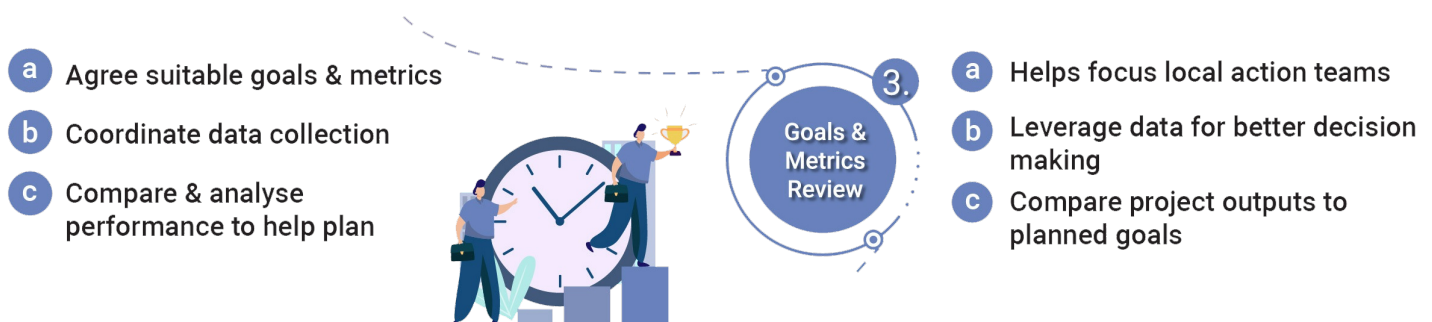 a Agree suitable goals & metrics
b Coordinate data collection
c Compare & analyse
performance to help plan
3.
Goals &
Metrics
Review
a Helps focus local action teams
b Leverage data for better decision
making
c Compare project outputs to
planned goals